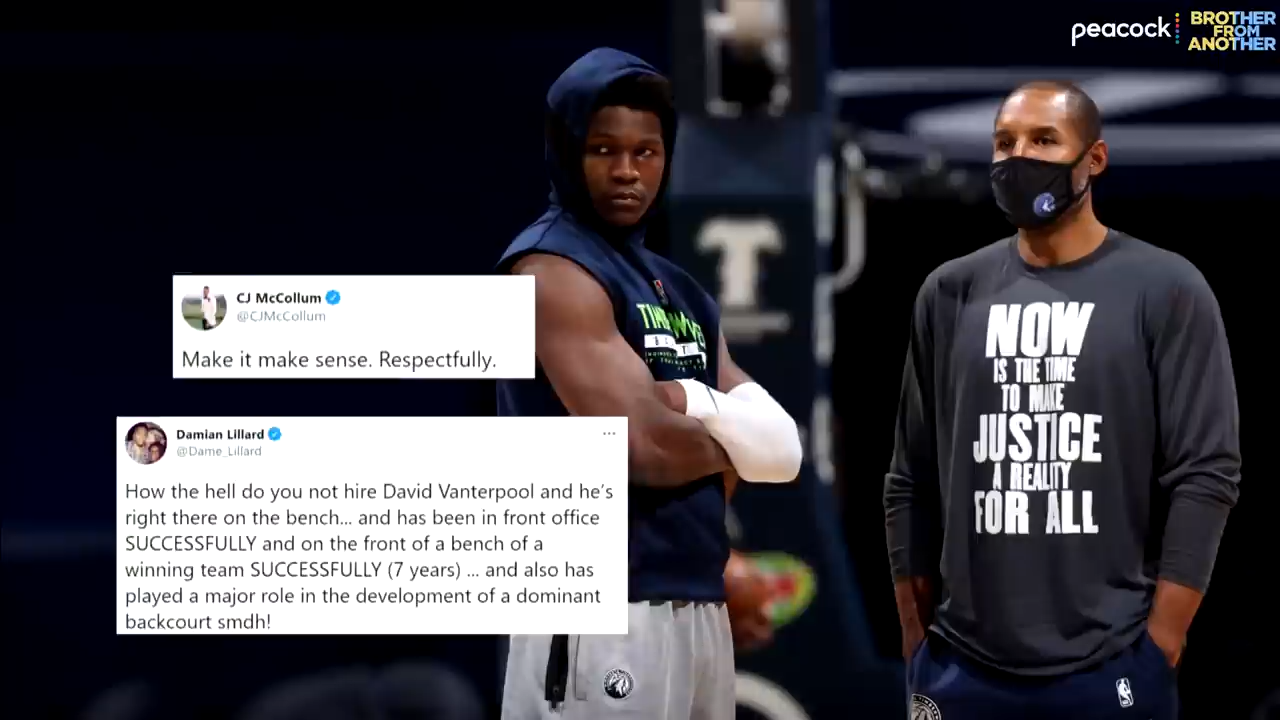 peacock
BROTHER
FROM
ANOTHER
CJ McCollum
@CJMcCollum
Make it make sense. Respectfully.
Damian Lillard
@Dame_Lillard
How the hell do you not hire David Vanterpool and he's
right there on the bench... and has been in front office
SUCCESSFULLY and on the front of a bench of a
winning team SUCCESSFULLY (7 years) ... and also has
played a major role in the development of a dominant
backcourt smdh!
NOW
IS THE TIME
TO MAKE
JUSTICE
A REALITY
FOR ALL